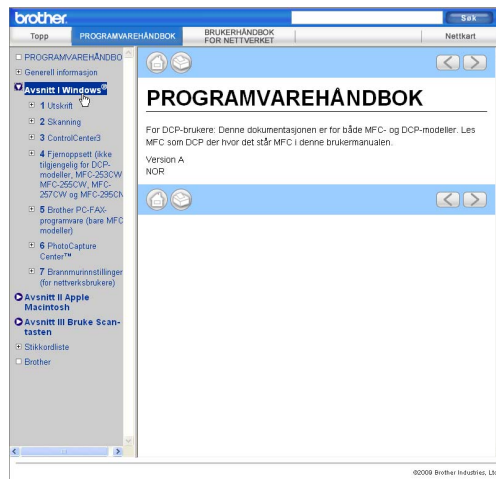 brother
Søk
Topp
PROGRAMVAREHÅNDBOK
BRUKERHÅNDBOK
FOR NETTVERKET
Nettkart
PROGRAMVAREHÅNDBO
Generell informasjon
Avsnitt I Windows®
1 Utskrift
2 Skanning
3 ControlCenter3
4 Fjernoppsett (ikke
tilgjengelig for DCP-
modeller, MFC-253CW
MFC-255CW, MFC-
257CW og MFC-295CN
5 Brother PC-FAX-
programvare (bare MFC
modeller)
6 PhotoCapture
Center™
7 Brannmurinnstillinger
(for nettverksbrukere)
Avsnitt II Apple
Macintosh
Avsnitt III Bruke Scan-
tasten
Stikkordliste
Brother
PROGRAMVAREHÅNDBOK
For DCP-brukere: Denne dokumentasjonen er for både MFC- og DCP-modeller. Les
MFC som DCP der hvor det står MFC i denne brukermanualen.
Version A
NOR
©2009 Brother Industries, Ltd